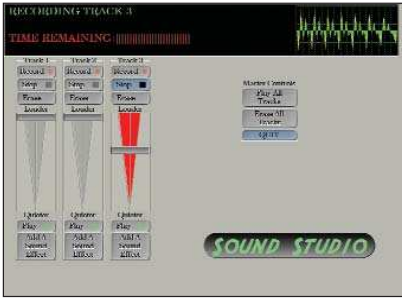 RECORDING TRACK 3
TIME REMAINING
Track 1 Track 2 Track 3
Record Record Record
Stop Stop Stop
Erase Erase Erase
Louder Louder Louder
Quieter Quieter Quieter
Play Play Play
Add A Add A Add A
Sound Sound Sound
Effect Effect Effect
Master Controls
Play All
Tracks
Erase All
Tracks
QUIT
SOUND STUDIO